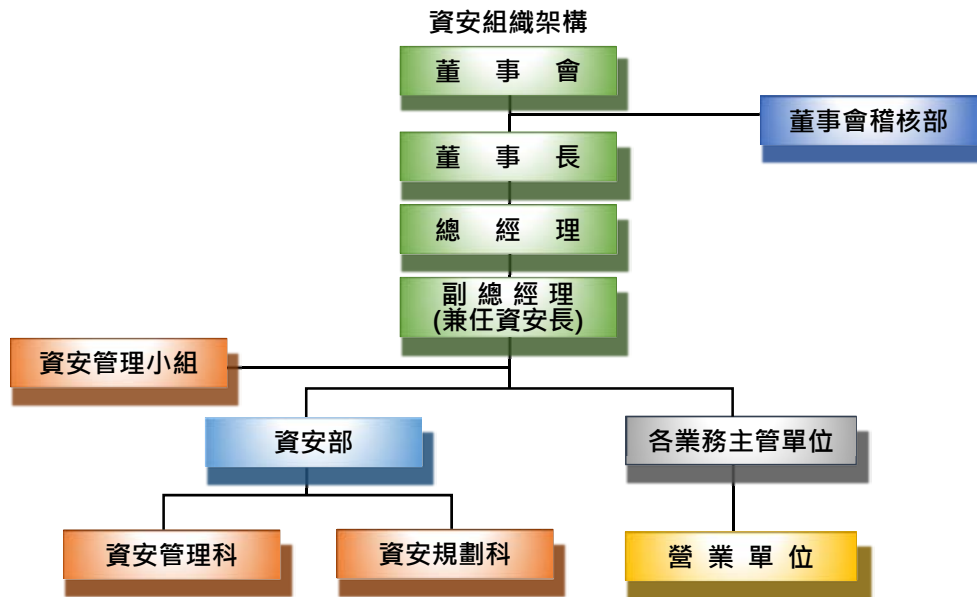 資安組織架構
董事會
董事會稽核部
董事長
總經理
副總經理
(兼任資安長)
資安管理小組
資安部
各業務主管單位
資安管理科
資安規劃科
營業單位